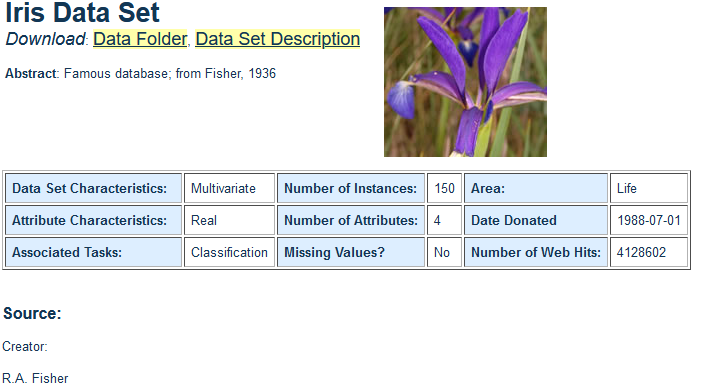 Iris Data Set
Download: Data Folder, Data Set Description
Abstract: Famous database; from Fisher, 1936
Data Set Characteristics: Multivariate Number of Instances: 150 Area: Life
Attribute Characteristics: Real Number of Attributes: 4 Date Donated 1988-07-01
Associated Tasks: Classification Missing Values? No Number of Web Hits: 4128602
Source:
Creator:
R.A. Fisher